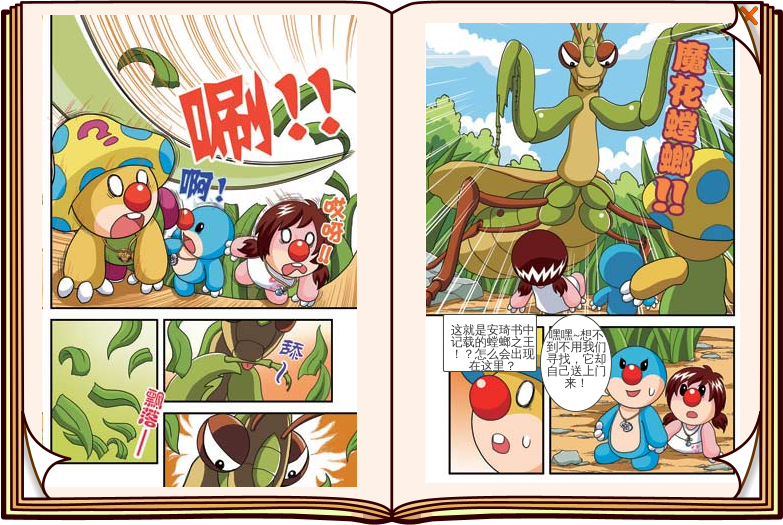 唰!!
啊!
哎呀!!
舔~
飘落—
魔花螳螂!!
这就是安琦书中
记载的螳螂之王
！？怎么会出现
在这里？
嘿嘿~想不
到不用我们
寻找，它却
自己送上门
来！